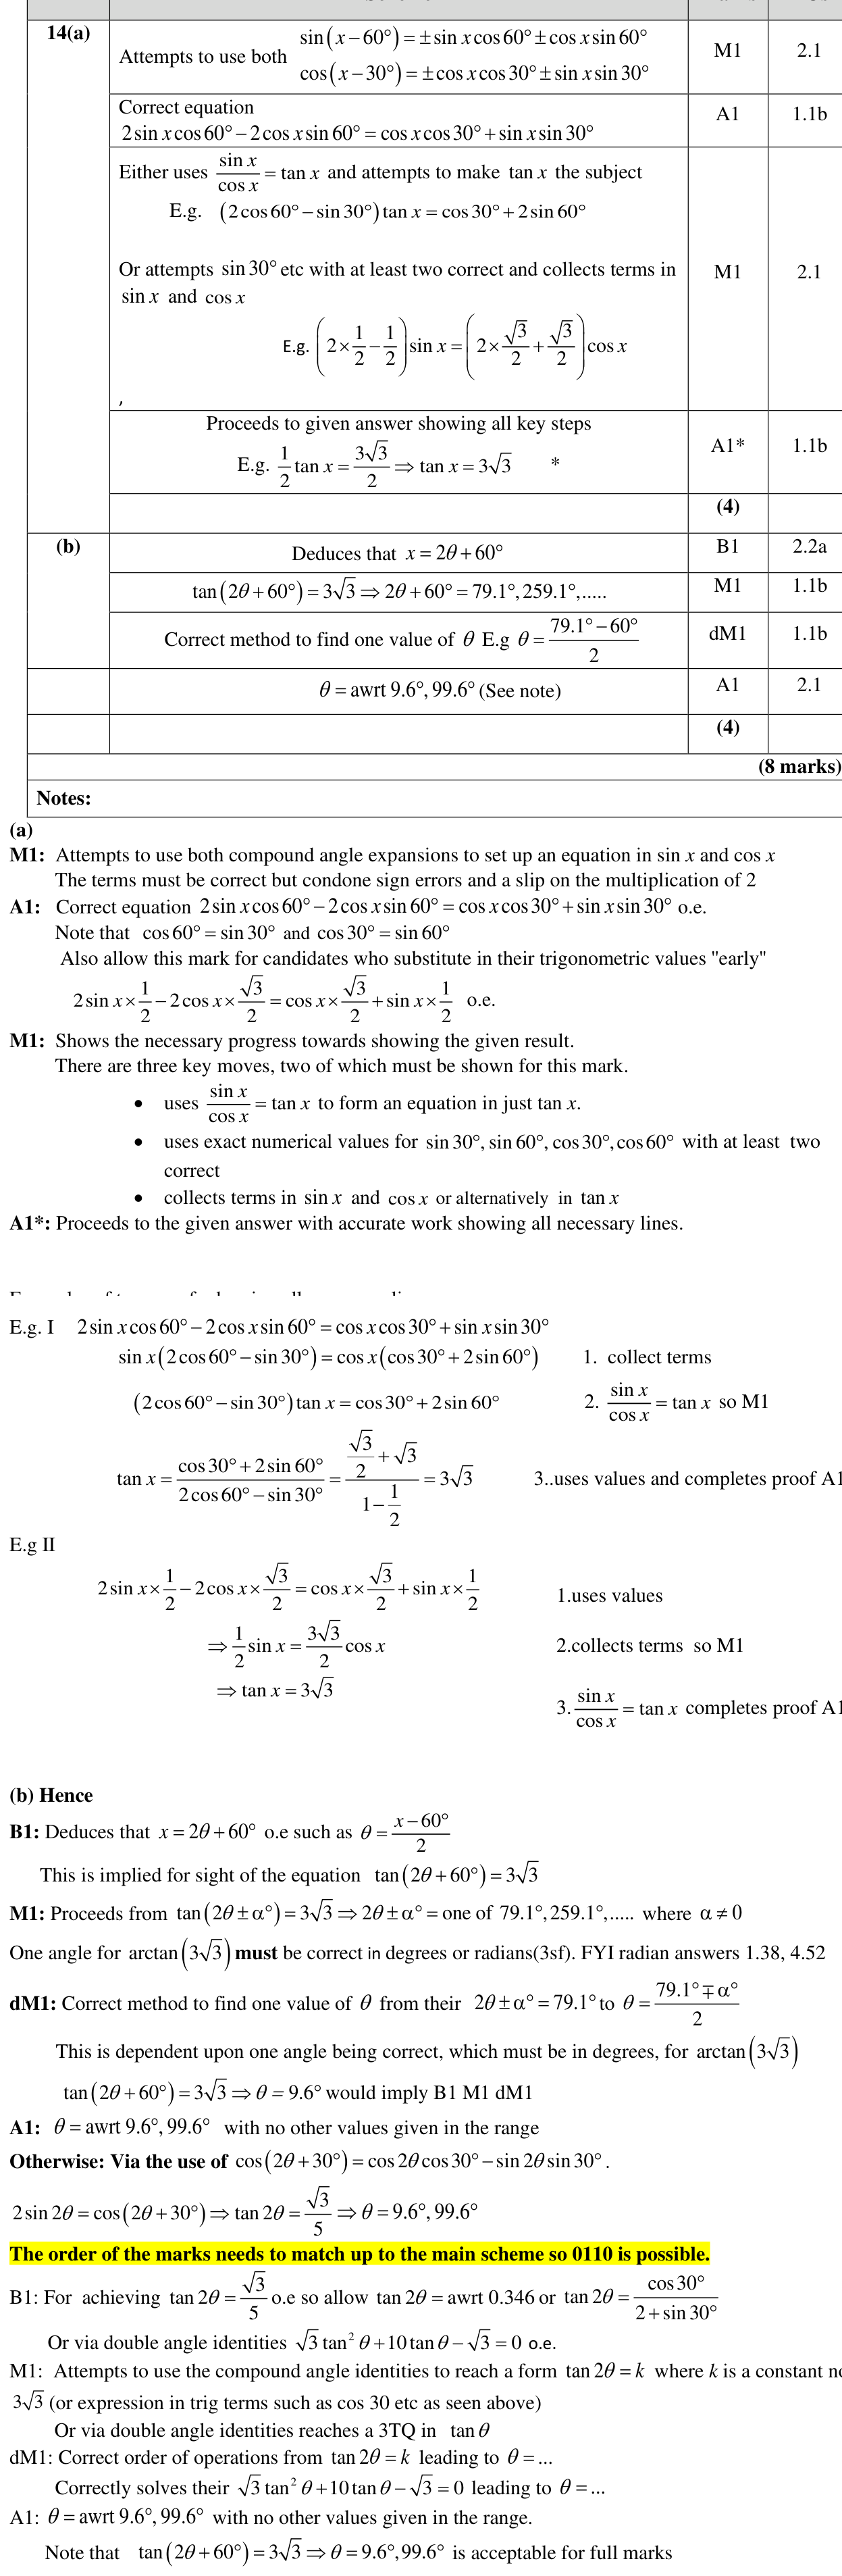 14(a)
Attempts to use both sin(x−60°) = ±sin x cos 60° ± cos x sin 60°
cos(x−30°) = ±cos x cos 30° ± sin x sin 30°
M1 2.1
Correct equation
2 sin x cos 60° − 2 cos x sin 60° = cos x cos 30° + sin x sin 30°
A1 1.1b
Either uses sin x / cos x = tan x and attempts to make tan x the subject
E.g. (2 cos 60° − sin 30°) tan x = cos 30° + 2 sin 60°
Or attempts sin 30° etc with at least two correct and collects terms in
sin x and cos x
M1 2.1
E.g. (2 × 1/2 − 1/2) sin x = (2 × √3/2 + √3/2) cos x
,
Proceeds to given answer showing all key steps
E.g. 1/2 tan x = 3√3/2 ⇒ tan x = 3√3 *
A1* 1.1b
(4)
(b) Deduces that x = 2θ + 60° B1 2.2a
tan(2θ + 60°) = 3√3 ⇒ 2θ + 60° = 79.1°, 259.1°,..... M1 1.1b
Correct method to find one value of θ E.g θ = (79.1° − 60°)/2 dM1 1.1b
θ = awrt 9.6°, 99.6° (See note) A1 2.1
(4)
(8 marks)
Notes:
(a)
M1: Attempts to use both compound angle expansions to set up an equation in sin x and cos x
The terms must be correct but condone sign errors and a slip on the multiplication of 2
A1: Correct equation 2 sin x cos 60° − 2 cos x sin 60° = cos x cos 30° + sin x sin 30° o.e.
Note that cos 60° = sin 30° and cos 30° = sin 60°
Also allow this mark for candidates who substitute in their trigonometric values "early"
2 sin x × 1/2 − 2 cos x × √3/2 = cos x × √3/2 + sin x × 1/2 o.e.
M1: Shows the necessary progress towards showing the given result.
There are three key moves, two of which must be shown for this mark.
• uses sin x / cos x = tan x to form an equation in just tan x.
• uses exact numerical values for sin 30°, sin 60°, cos 30°, cos 60° with at least two
correct
• collects terms in sin x and cos x or alternatively in tan x
A1*: Proceeds to the given answer with accurate work showing all necessary lines.
E.g. I 2 sin x cos 60° − 2 cos x sin 60° = cos x cos 30° + sin x sin 30°
sin x (2 cos 60° − sin 30°) = cos x (cos 30° + 2 sin 60°) 1. collect terms
(2 cos 60° − sin 30°) tan x = cos 30° + 2 sin 60° 2. sin x / cos x = tan x so M1
tan x = (cos 30° + 2 sin 60°)/(2 cos 60° − sin 30°) = (√3/2 + √3)/(1 − 1/2) = 3√3 3..uses values and completes proof A1
E.g II
2 sin x × 1/2 − 2 cos x × √3/2 = cos x × √3/2 + sin x × 1/2 1.uses values
⇒ 1/2 sin x = 3√3/2 cos x 2.collects terms so M1
⇒ tan x = 3√3
3. sin x / cos x = tan x completes proof A1
(b) Hence
B1: Deduces that x = 2θ + 60° o.e such as θ = (x − 60°)/2
This is implied for sight of the equation tan(2θ + 60°) = 3√3
M1: Proceeds from tan(2θ ± α°) = 3√3 ⇒ 2θ ± α° = one of 79.1°, 259.1°,..... where α ≠ 0
One angle for arctan(3√3) must be correct in degrees or radians(3sf). FYI radian answers 1.38, 4.52
dM1: Correct method to find one value of θ from their 2θ ± α° = 79.1° to θ = (79.1° ∓ α°)/2
This is dependent upon one angle being correct, which must be in degrees, for arctan(3√3)
tan(2θ + 60°) = 3√3 ⇒ θ = 9.6° would imply B1 M1 dM1
A1: θ = awrt 9.6°, 99.6° with no other values given in the range
Otherwise: Via the use of cos(2θ + 30°) = cos 2θ cos 30° − sin 2θ sin 30°.
2 sin 2θ = cos(2θ + 30°) ⇒ tan 2θ = √3/5 ⇒ θ = 9.6°, 99.6°
The order of the marks needs to match up to the main scheme so 0110 is possible.
B1: For achieving tan 2θ = √3/5 o.e so allow tan 2θ = awrt 0.346 or tan 2θ = cos 30°/(2 + sin 30°)
Or via double angle identities √3 tan² θ + 10 tan θ − √3 = 0 o.e.
M1: Attempts to use the compound angle identities to reach a form tan 2θ = k where k is a constant
3√3 (or expression in trig terms such as cos 30 etc as seen above)
Or via double angle identities reaches a 3TQ in tan θ
dM1: Correct order of operations from tan 2θ = k leading to θ = ...
Correctly solves their √3 tan² θ + 10 tan θ − √3 = 0 leading to θ = ...
A1: θ = awrt 9.6°, 99.6° with no other values given in the range.
Note that tan(2θ + 60°) = 3√3 ⇒ θ = 9.6°, 99.6° is acceptable for full marks